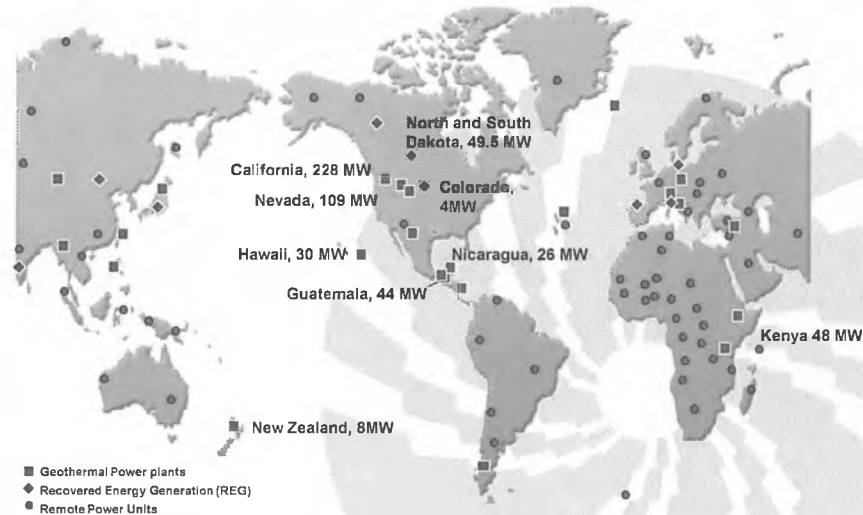 North and South
Dakota, 49.5 MW
California, 228 MW
Colorado,
4MW
Nevada, 109 MW
Hawaii, 30 MW
Nicaragua, 26 MW
Guatemala, 44 MW
Kenya 48 MW
New Zealand, 8MW
Geothermal Power plants
Recovered Energy Generation (REG)
Remote Power Units